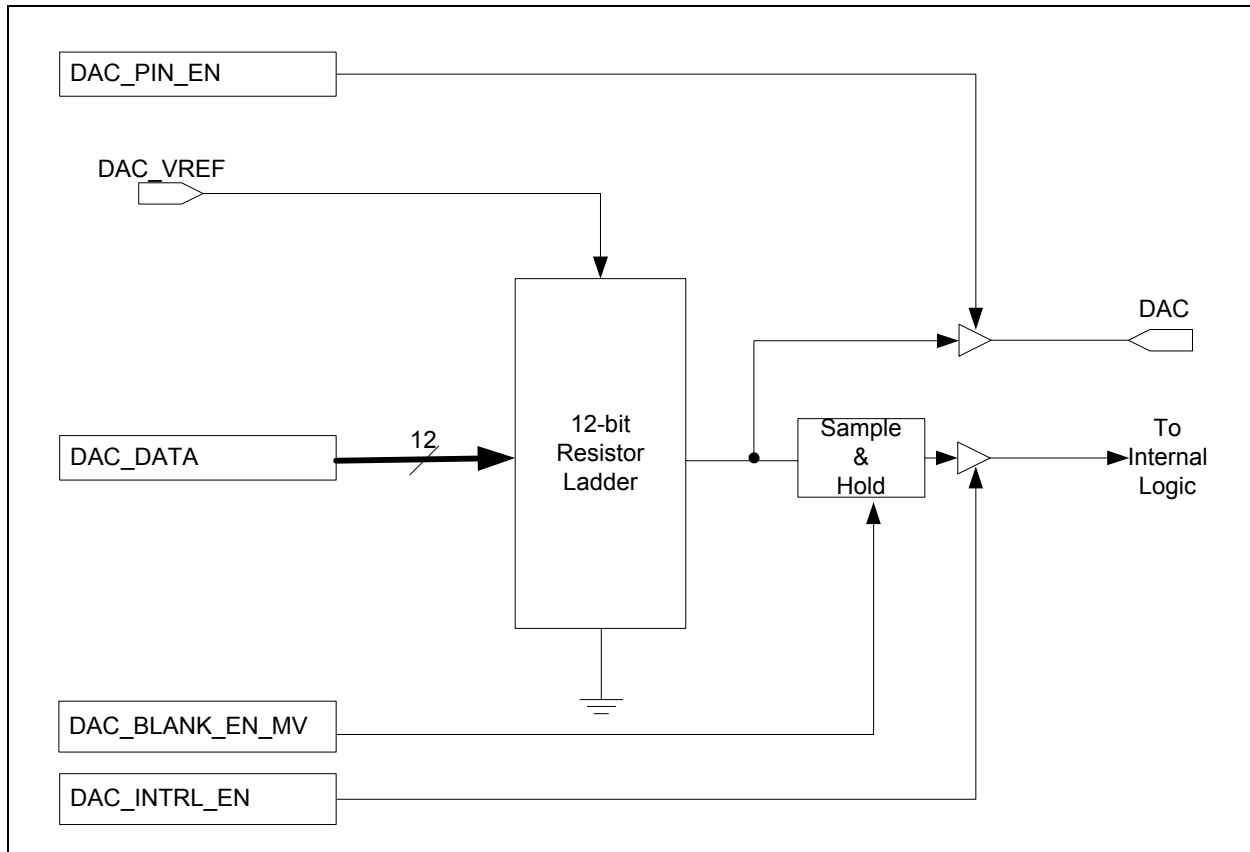 DAC_PIN_EN
DAC_VREF
DAC
DAC_DATA
12
12-bit
Resistor
Ladder
Sample
&
Hold
To
Internal
Logic
DAC_BLANK_EN_MV
DAC_INTRL_EN